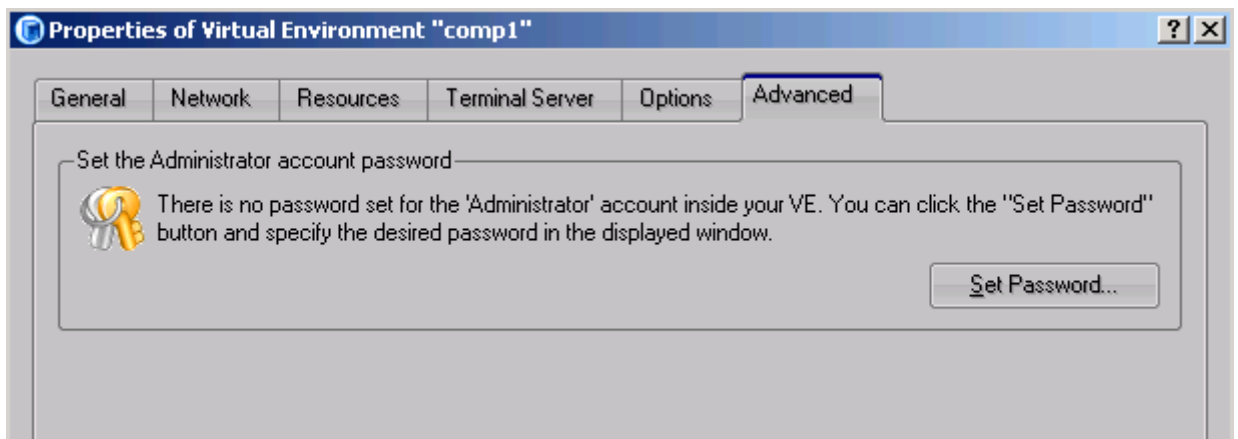 Properties of Virtual Environment "comp1"
General Network Resources Terminal Server Options Advanced
Set the Administrator account password
There is no password set for the 'Administrator' account inside your VE. You can click the "Set Password"
button and specify the desired password in the displayed window.
Set Password...